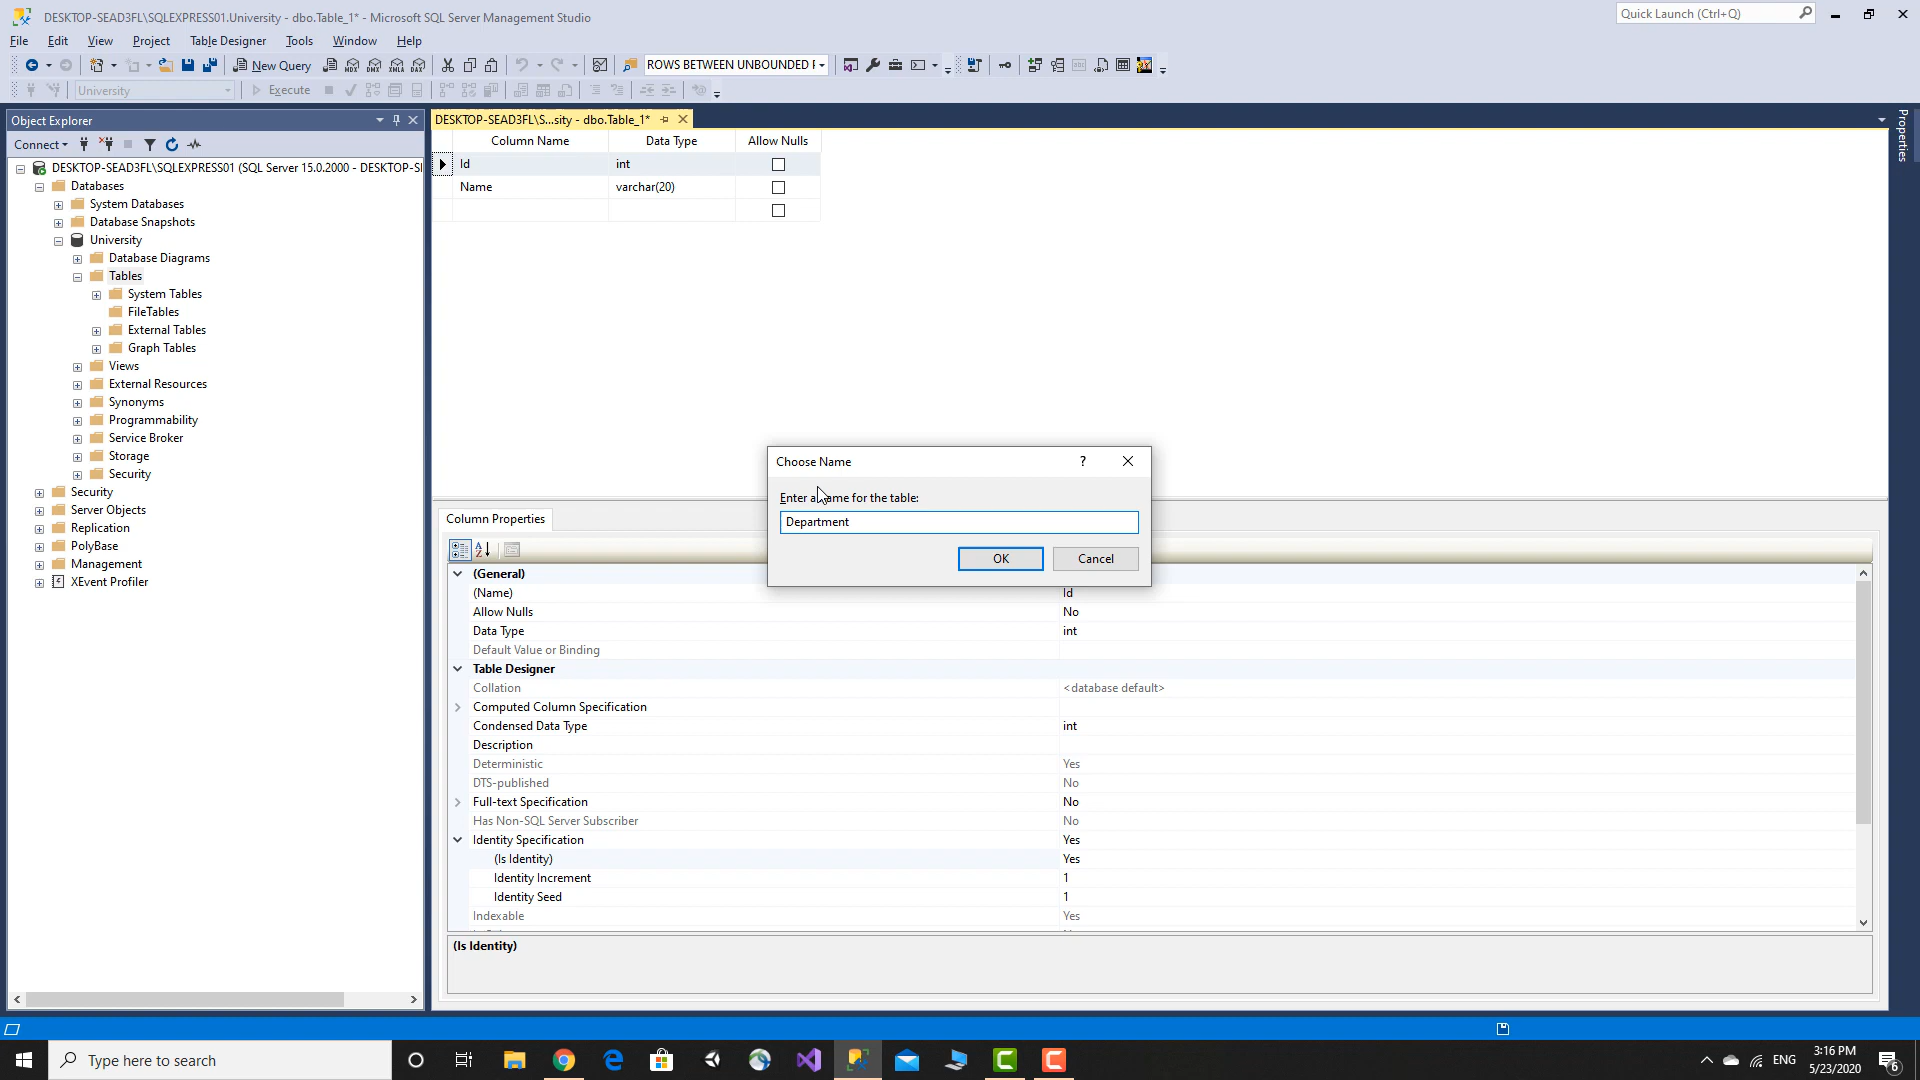 DESKTOP-SEAD3FL\SQLEXPRESS01.University - dbo.Table_1* - Microsoft SQL Server Management Studio
Quick Launch (Ctrl+Q)
File Edit View Project Table Designer Tools Window Help
New Query
MDX DMX XMLA DAX
ROWS BETWEEN UNBOUNDED F
University
Execute
Object Explorer
DESKTOP-SEAD3FL\S...sity - dbo.Table_1*
Properties
Connect
DESKTOP-SEAD3FL\SQLEXPRESS01 (SQL Server 15.0.2000 - DESKTOP-SE
Databases
System Databases
Database Snapshots
University
Database Diagrams
Tables
System Tables
FileTables
External Tables
Graph Tables
Views
External Resources
Synonyms
Programmability
Service Broker
Storage
Security
Security
Server Objects
Replication
PolyBase
Management
XEvent Profiler
Column Name Data Type Allow Nulls
Id int
Name varchar(20)
Choose Name ?
Enter a name for the table:
Department
OK Cancel
Column Properties
(General)
(Name) Id
Allow Nulls No
Data Type int
Default Value or Binding
Table Designer
Collation <database default>
Computed Column Specification
Condensed Data Type int
Description
Deterministic Yes
DTS-published No
Full-text Specification No
Has Non-SQL Server Subscriber No
Identity Specification Yes
(Is Identity) Yes
Identity Increment 1
Identity Seed 1
Indexable Yes
(Is Identity)
Type here to search
ENG
3:16 PM
5/23/2020
6